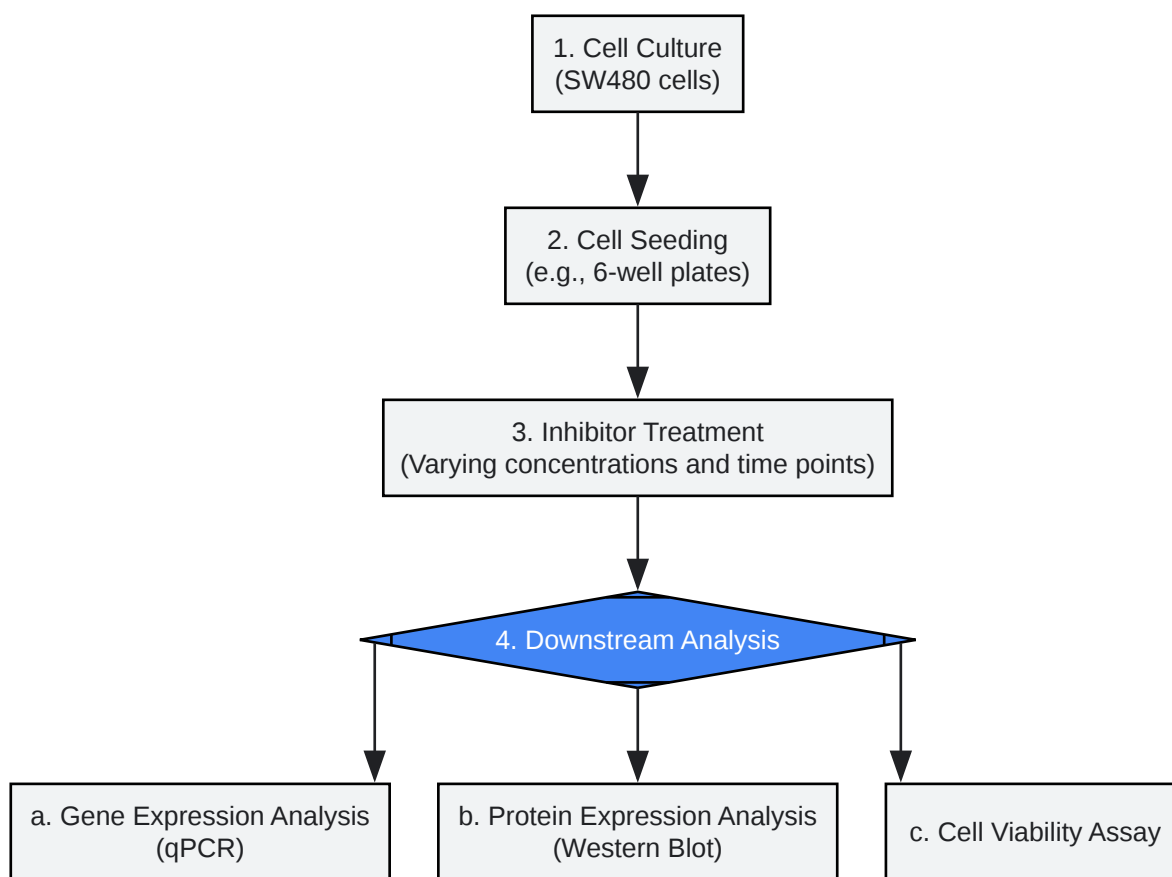 1. Cell Culture
(SW480 cells)
2. Cell Seeding
(e.g., 6-well plates)
3. Inhibitor Treatment
(Varying concentrations and time points)
4. Downstream Analysis
a. Gene Expression Analysis
(qPCR)
b. Protein Expression Analysis
(Western Blot)
c. Cell Viability Assay